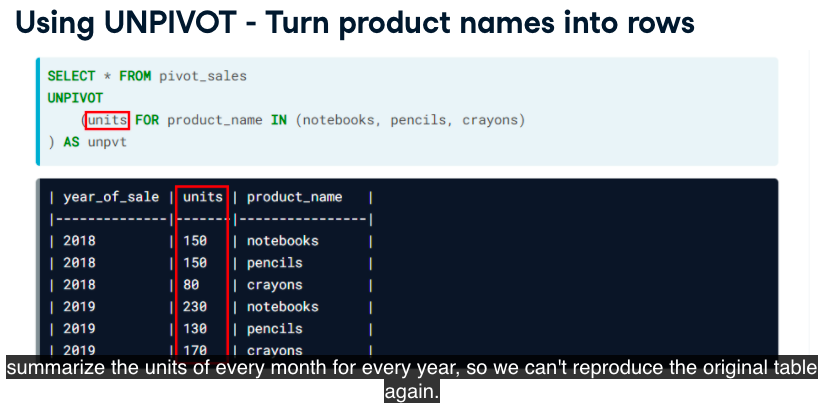 Using UNPIVOT - Turn product names into rows
SELECT * FROM pivot_sales
UNPIVOT
(units FOR product_name IN (notebooks, pencils, crayons)
) AS unpvt
| year_of_sale | units | product_name |
|--------------|-------|----------------|
| 2018 | 150 | notebooks |
| 2018 | 150 | pencils |
| 2018 | 80 | crayons |
| 2019 | 230 | notebooks |
| 2019 | 130 | pencils |
| 2019 | 170 | crayons |
summarize the units of every month for every year, so we can't reproduce the original table
again.